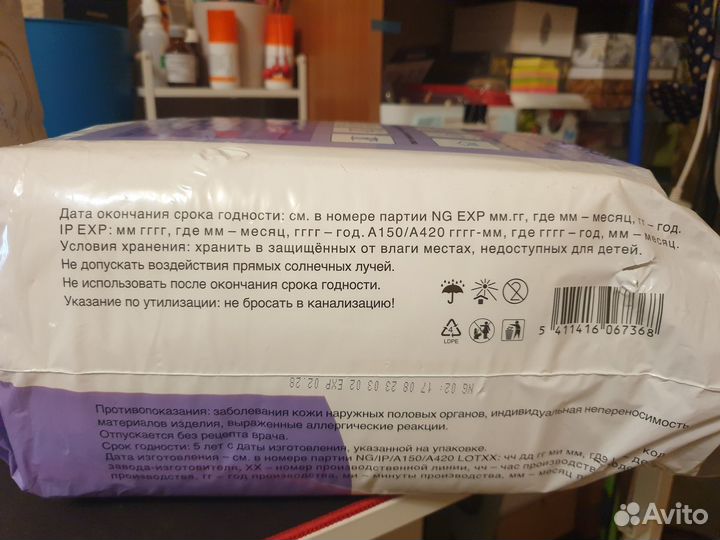 Дата окончания срока годности: см. в номере партии NG EXP мм.гг, где мм – месяц, гг – год.
IP EXP: мм гггг, где мм – месяц, гггг – год. A150/A420 гггг-мм, где гггг – год, мм – месяц.
Условия хранения: хранить в защищённых от влаги местах, недоступных для детей.
Не допускать воздействия прямых солнечных лучей.
Не использовать после окончания срока годности.
Указание по утилизации: не бросать в канализацию!
4
LDPE
5 411416 067368
NG 02: 17 08 23 03 02 EXP 02.28
Противопоказания: заболевания кожи наружных половых органов, индивидуальная непереносимость
материалов изделия, выраженные аллергические реакции.
Отпускается без рецепта врача.
Срок годности: 5 лет с даты изготовления, указанной на упаковке.
Дата изготовления – см. в номере партии NG/IP/A150/A420 LOTXX: чч дд гг ми мм, где
завода-изготовителя, XX – номер производственной линии, чч – час производства,
производства, гг – год производства, ми – минуты производства, мм – месяц
Avito